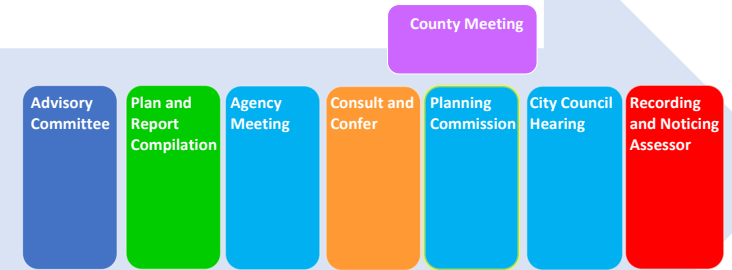 County Meeting
Advisory
Committee
Plan and
Report
Compilation
Agency
Meeting
Consult and
Confer
Planning
Commission
City Council
Hearing
Recording
and Noticing
Assessor